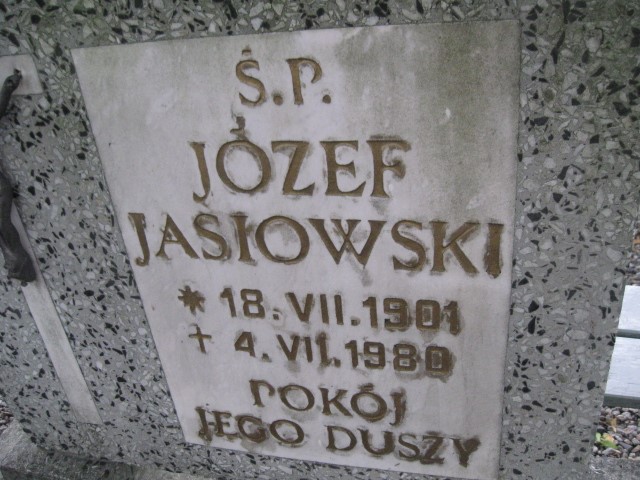 Ś.P.
JÓZEF
JASIOWSKI
* 18.VII.1901
+ 4.VII.1980
POKÓJ
JEGO DUSZY